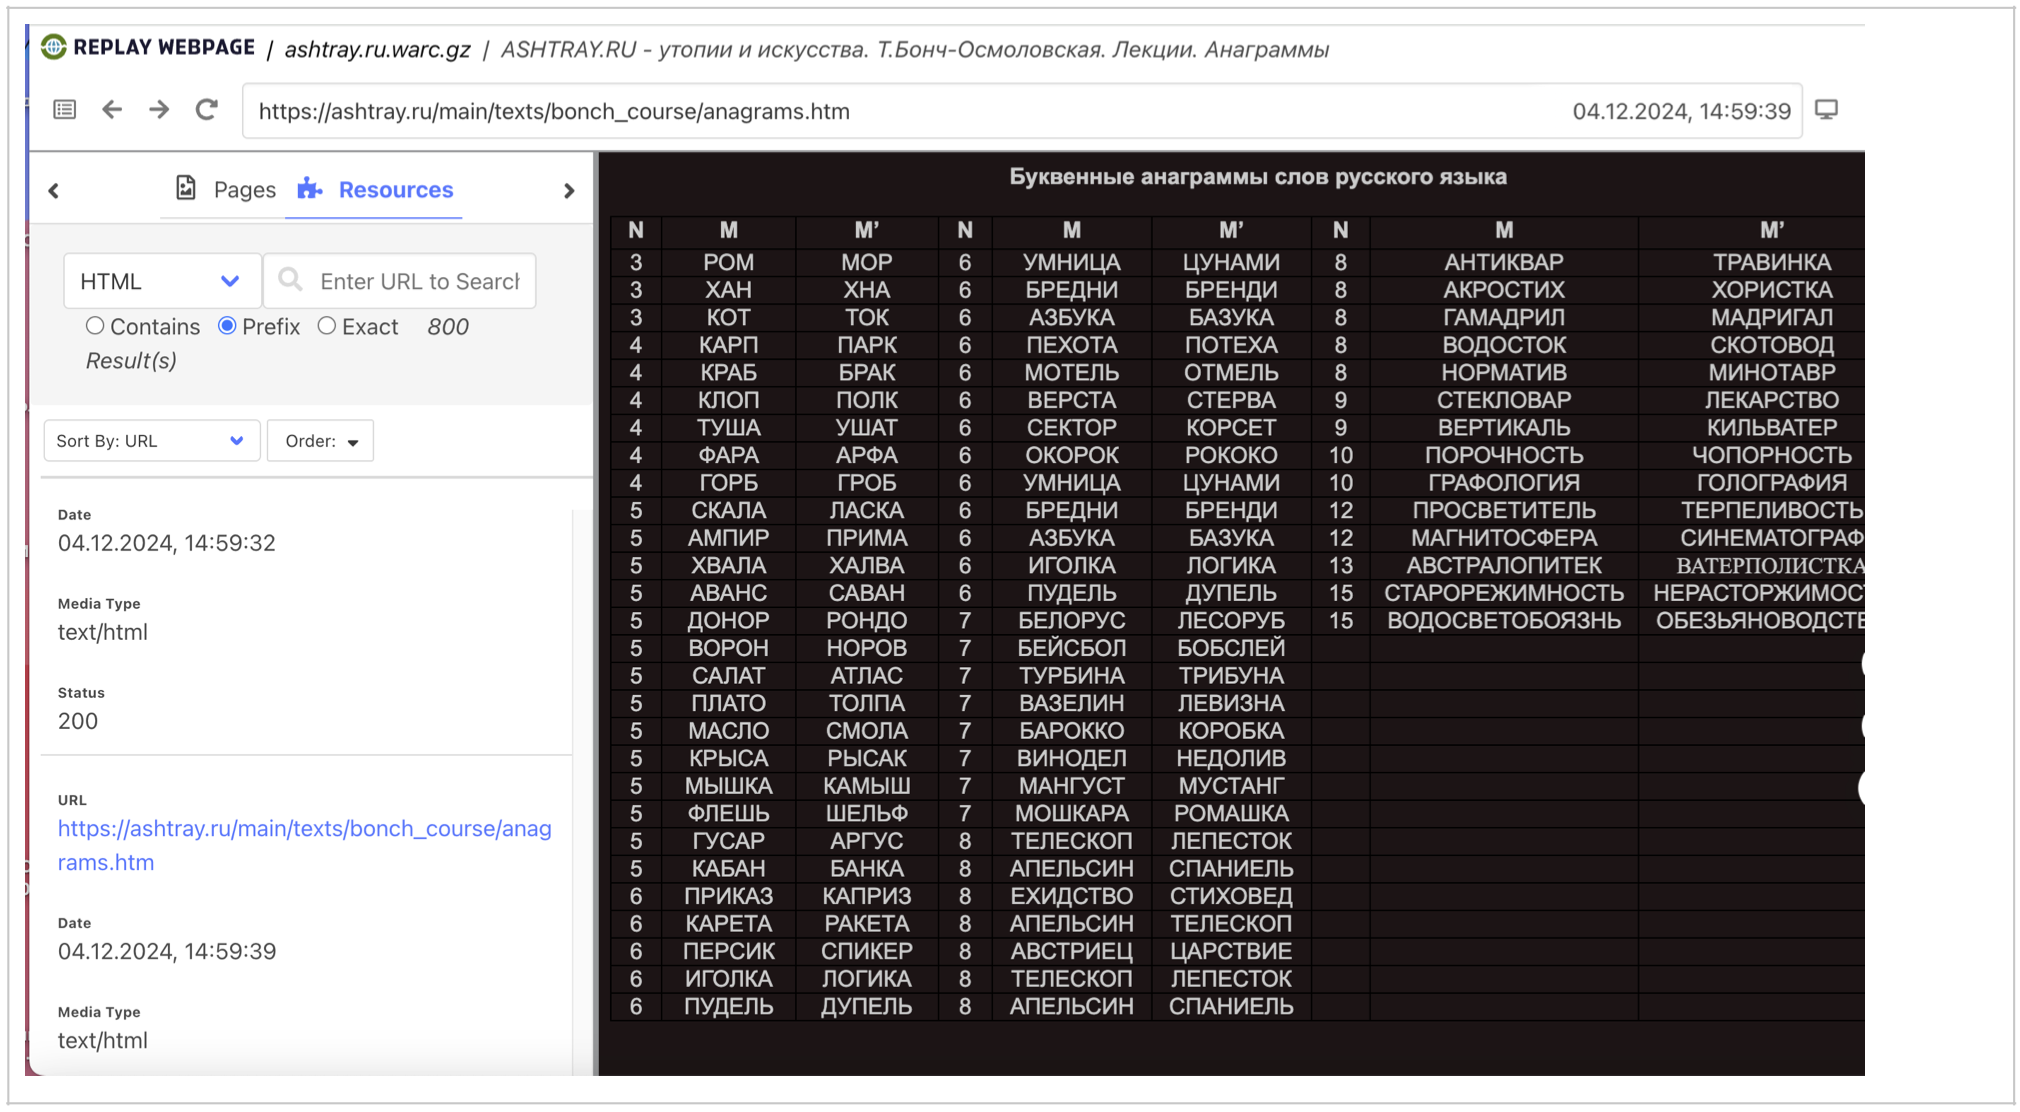 REPLAY WEBPAGE / ashtray.ru.warc.gz | ASHTRAY.RU - утопии и искусства. Т.Бонч-Осмоловская. Лекции. Анаграммы
https://ashtray.ru/main/texts/bonch_course/anagrams.htm 04.12.2024, 14:59:39
Pages Resources
HTML Enter URL to Search
Contains Prefix Exact 800
Result(s)
Sort By: URL Order:
Date
04.12.2024, 14:59:32
Media Type
text/html
Status
200
URL
https://ashtray.ru/main/texts/bonch_course/anag
rams.htm
Date
04.12.2024, 14:59:39
Media Type
text/html
Буквенные анаграммы слов русского языка
N M M’ N M M’ N M M’
3 РОМ МОР 6 УМНИЦА ЦУНАМИ 8 АНТИКВАР ТРАВИНКА
3 ХАН ХНА 6 БРЕДНИ БРЕНДИ 8 АКРОСТИХ ХОРИСТКА
3 КОТ ТОК 6 АЗБУКА БАЗУКА 8 ГАМАДРИЛ МАДРИГАЛ
4 КАРП ПАРК 6 ПЕХОТА ПОТЕХА 8 ВОДОСТОК СКОТОВОД
4 КРАБ БРАК 6 МОТЕЛЬ ОТМЕЛЬ 8 НОРМАТИВ МИНОТАВР
4 КЛОП ПОЛК 6 ВЕРСТА СТЕРВА 9 СТЕКЛОВАР ЛЕКАРСТВО
4 ТУША УШАТ 6 СЕКТОР КОРСЕТ 9 ВЕРТИКАЛЬ КИЛЬВАТЕР
4 ФАРА АРФА 6 ОКОРОК РОКОКО 10 ПОРОЧНОСТЬ ЧОПОРНОСТЬ
4 ГОРБ ГРОБ 6 УМНИЦА ЦУНАМИ 10 ГРАФОЛОГИЯ ГОЛОГРАФИЯ
5 СКАЛА ЛАСКА 6 БРЕДНИ БРЕНДИ 12 ПРОСВЕТИТЕЛЬ ТЕРПЕЛИВОСТЬ
5 АМПИР ПРИМА 6 АЗБУКА БАЗУКА 12 МАГНИТОСФЕРА СИНЕМАТОГРАФ
5 ХВАЛА ХАЛВА 6 ИГОЛКА ЛОГИКА 13 АВСТРАЛОПИТЕК ВАТЕРПОЛИСТКА
5 АВАНС САВАН 6 ПУДЕЛЬ ДУПЕЛЬ 15 СТАРОРЕЖИМНОСТЬ НЕРАСТОРЖИМОС
5 ДОНОР РОНДО 7 БЕЛОРУС ЛЕСОРУБ 15 ВОДОСВЕТОБОЯЗНЬ ОБЕЗЬЯНОВОДСТ
5 ВОРОН НОРОВ 7 БЕЙСБОЛ БОБСЛЕЙ
5 САЛАТ АТЛАС 7 ТУРБИНА ТРИБУНА
5 ПЛАТО ТОЛПА 7 ВАЗЕЛИН ЛЕВИЗНА
5 МАСЛО СМОЛА 7 БАРОККО КОРОБКА
5 КРЫСА РЫСАК 7 ВИНОДЕЛ НЕДОЛИВ
5 МЫШКА КАМЫШ 7 МАНГУСТ МУСТАНГ
5 ФЛЕШЬ ШЕЛЬФ 7 МОШКАРА РОМАШКА
5 ГУСАР АРГУС 8 ТЕЛЕСКОП ЛЕПЕСТОК
5 КАБАН БАНКА 8 АПЕЛЬСИН СПАНИЕЛЬ
6 ПРИКАЗ КАПРИЗ 8 ЕХИДСТВО СТИХОВЕД
6 КАРЕТА РАКЕТА 8 АПЕЛЬСИН ТЕЛЕСКОП
6 ПЕРСИК СПИКЕР 8 АВСТРИЕЦ ЦАРСТВИЕ
6 ИГОЛКА ЛОГИКА 8 ТЕЛЕСКОП ЛЕПЕСТОК
6 ПУДЕЛЬ ДУПЕЛЬ 8 АПЕЛЬСИН СПАНИЕЛЬ